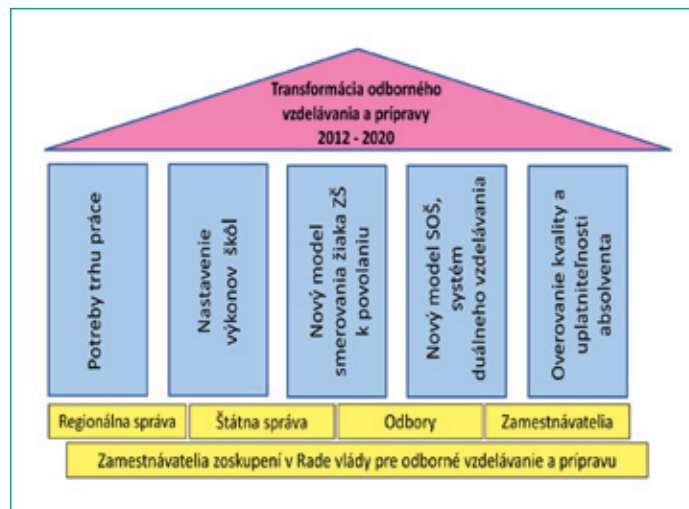 Transformácia odborného
vzdelávania a prípravy
2012 - 2020
Potreby trhu práce
Nastavenie
výkonov škôl
Nový model
smerovania žiaka ZŠ
k povolaniu
Nový model SOŠ,
systém
duálneho vzdelávania
Overovanie kvality a
uplatniteľnosti
absolventa
Regionálna správa
Štátna správa
Odbory
Zamestnávatelia
Zamestnávatelia zoskupení v Rade vlády pre odborné vzdelávanie a prípravu